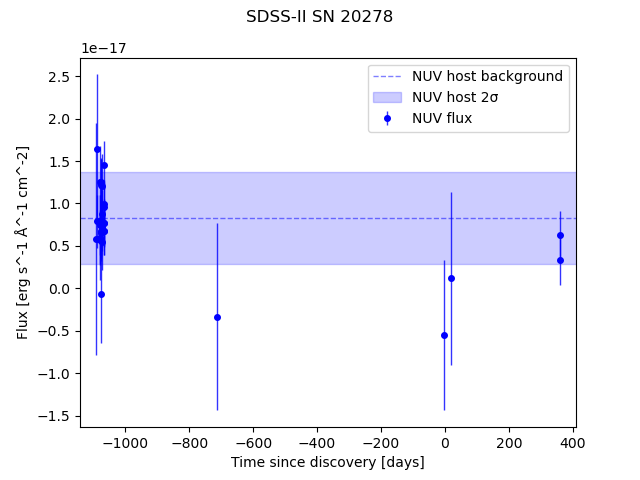 SDSS-II SN 20278
1e−17
NUV host background
NUV host 2σ
NUV flux
2.5
2.0
1.5
1.0
0.5
0.0
−0.5
−1.0
−1.5
Flux [erg s^-1 Å^-1 cm^-2]
−1000 −800 −600 −400 −200 0 200 400
Time since discovery [days]